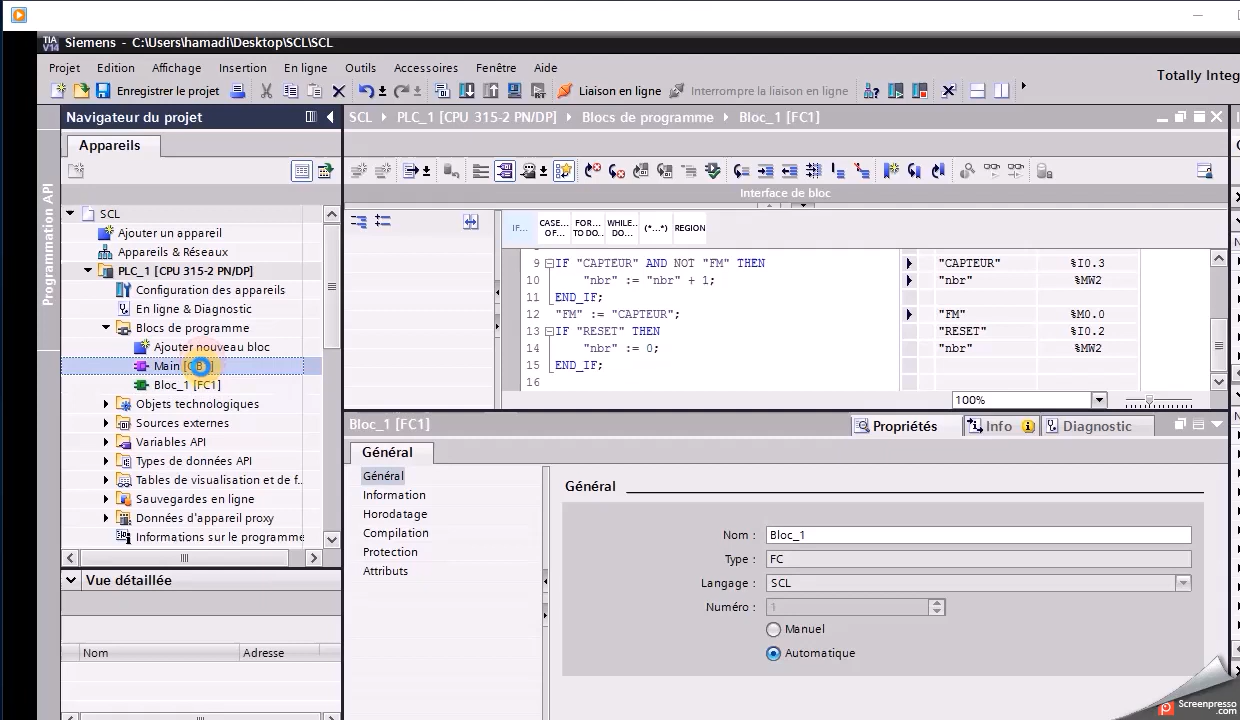 TIA V14 Siemens - C:\Users\hamadi\Desktop\SCL\SCL
Projet Edition Affichage Insertion En ligne Outils Accessoires Fenêtre Aide
Totally Integ
Enregistrer le projet Liaison en ligne Interrompre la liaison en ligne
Navigateur du projet
SCL PLC_1 [CPU 315-2 PN/DP] Blocs de programme Bloc_1 [FC1]
Appareils
Programmation API
Interface de bloc
SCL
Ajouter un appareil
Appareils & Réseaux
PLC_1 [CPU 315-2 PN/DP]
Configuration des appareils
En ligne & Diagnostic
Blocs de programme
Ajouter nouveau bloc
Main
Bloc_1 [FC1]
Objets technologiques
Sources externes
Variables API
Types de données API
Tables de visualisation et de f..
Sauvegardes en ligne
Données d'appareil proxy
Informations sur le programme
Vue détaillée
Nom Adresse
IF... CASE... OF... FOR... TO DO.. WHILE.. DO... (*...*) REGION
9 IF "CAPTEUR" AND NOT "FM" THEN "CAPTEUR" %I0.3
10 "nbr" := "nbr" + 1; "nbr" %MW2
11 END_IF;
12 "FM" := "CAPTEUR"; "FM" %M0.0
13 IF "RESET" THEN "RESET" %I0.2
14 "nbr" := 0; "nbr" %MW2
15 END_IF;
16
100%
Bloc_1 [FC1] Propriétés Info Diagnostic
Général
Général
Information
Horodatage
Compilation
Protection
Attributs
Général
Nom : Bloc_1
Type : FC
Langage : SCL
Numéro : 1
Manuel
Automatique
Screenpresso
.com